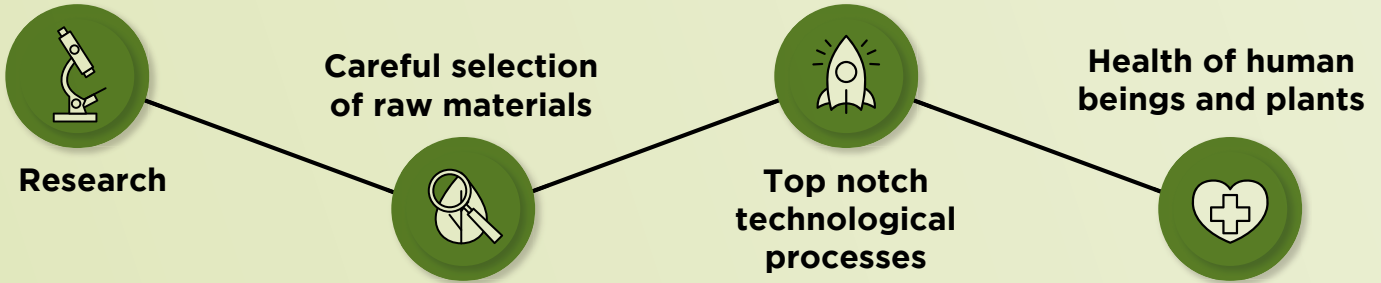 Research
Careful selection
of raw materials
Top notch
technological
processes
Health of human
beings and plants